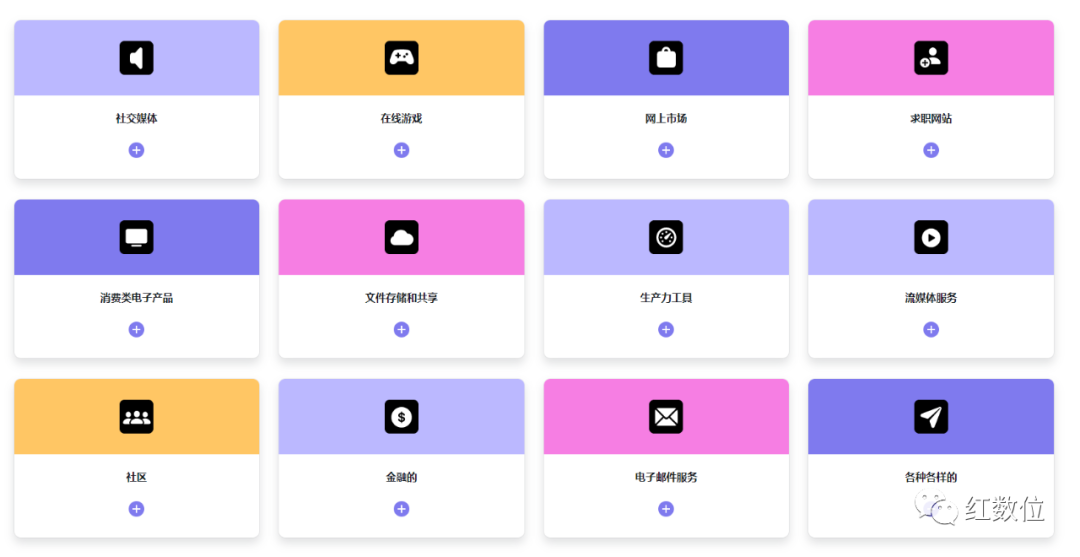 社交媒体
在线游戏
网上市场
求职网站
消费类电子产品
文件存储和共享
生产力工具
流媒体服务
社区
金融的
电子邮件服务
各种各样的
红数位